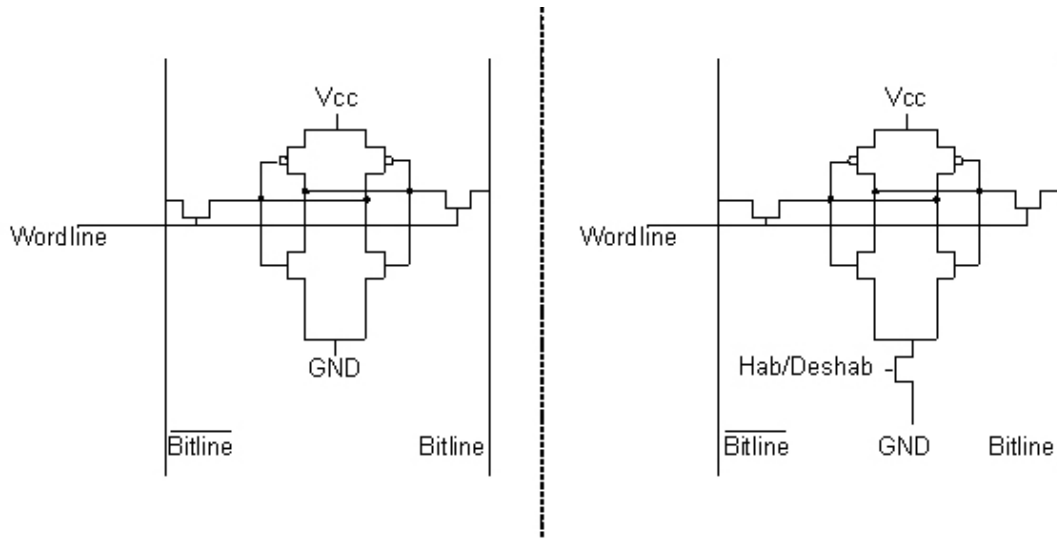 Vcc
Wordline
GND
Bitline
Bitline
Vcc
Wordline
Hab/Deshab
GND
Bitline
Bitline